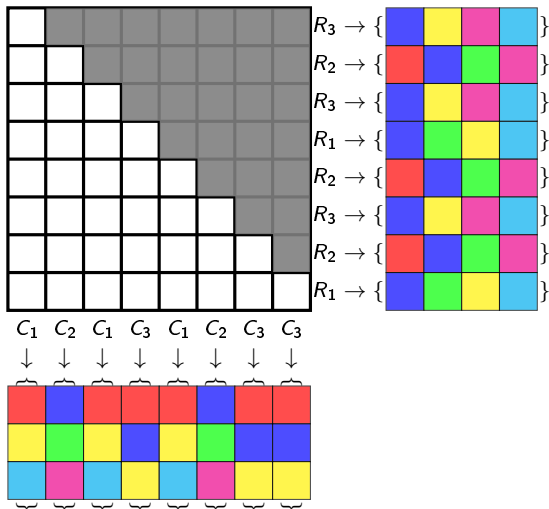 R₃ → { }
R₂ → { }
R₃ → { }
R₁ → { }
R₂ → { }
R₃ → { }
R₂ → { }
R₁ → { }
C₁ C₂ C₁ C₃ C₁ C₂ C₃ C₃
↓ ↓ ↓ ↓ ↓ ↓ ↓ ↓